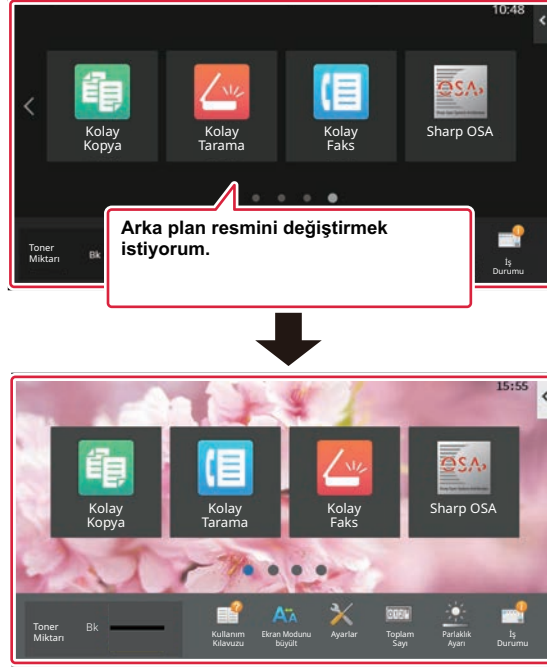 10:48
Kolay
Kopya
Kolay
Tarama
Kolay
Faks
OSA
Sharp OSA
Arka plan resmini değiştirmek
istiyorum.
Toner
Miktarı
Bk
İş
Durumu
15:55
Kolay
Kopya
Kolay
Tarama
Kolay
Faks
OSA
Sharp OSA
Toner
Miktarı
Bk
Kullanım
Kılavuzu
Ekran Modunu
büyült
Ayarlar
Toplam
Sayı
Parlaklık
Ayarı
İş
Durumu